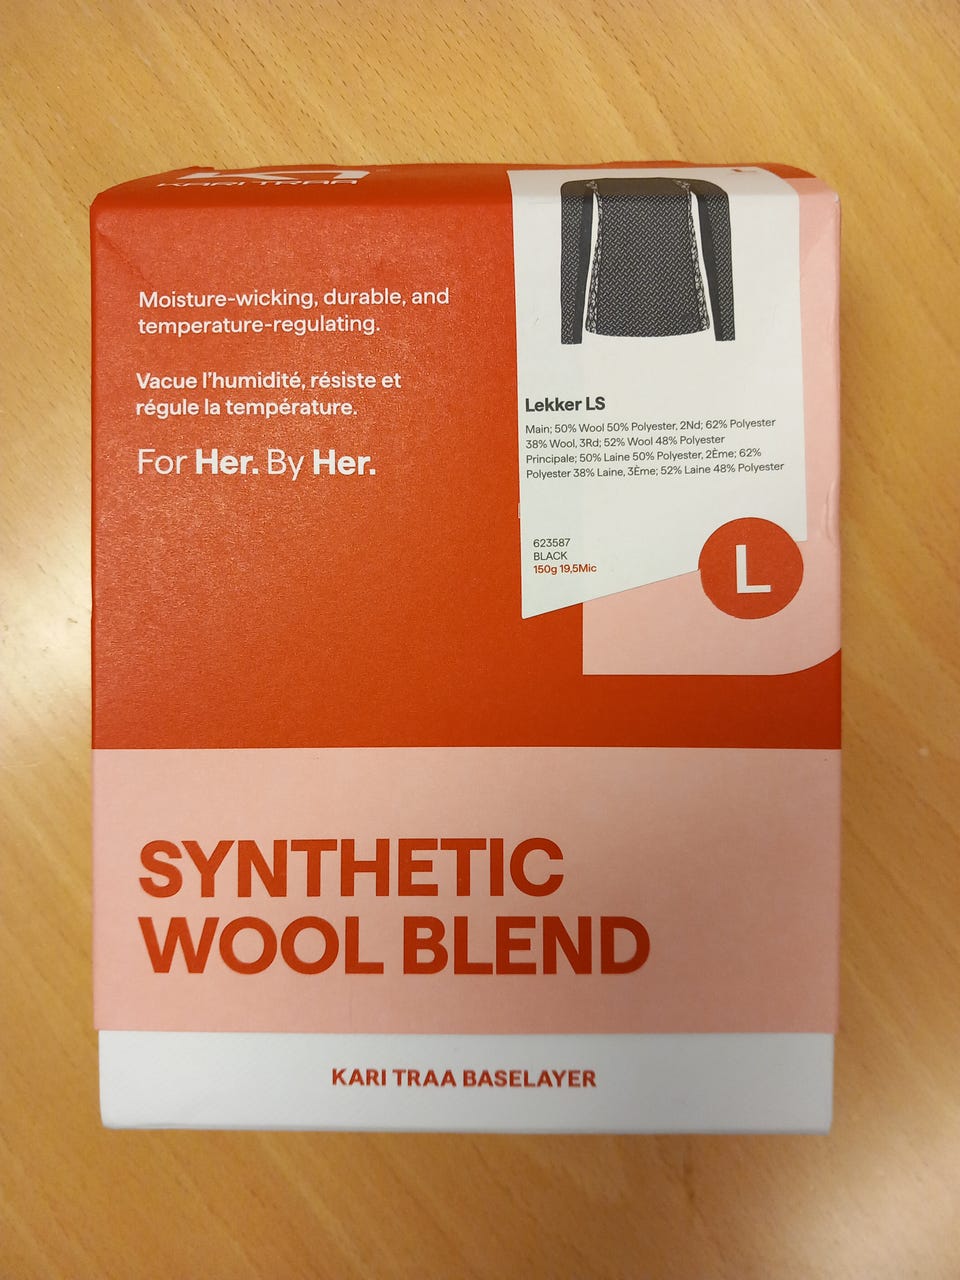 KARI TRAA
Moisture-wicking, durable, and
temperature-regulating.
Vacue l'humidité, résiste et
régule la température.
For Her. By Her.
Lekker LS
Main; 50% Wool 50% Polyester, 2Nd; 62% Polyester
38% Wool, 3Rd; 52% Wool 48% Polyester
Principale; 50% Laine 50% Polyester, 2Ème; 62%
Polyester 38% Laine, 3Ème; 52% Laine 48% Polyester
623587
BLACK
150g 19,5Mic
L
SYNTHETIC
WOOL BLEND
KARI TRAA BASELAYER